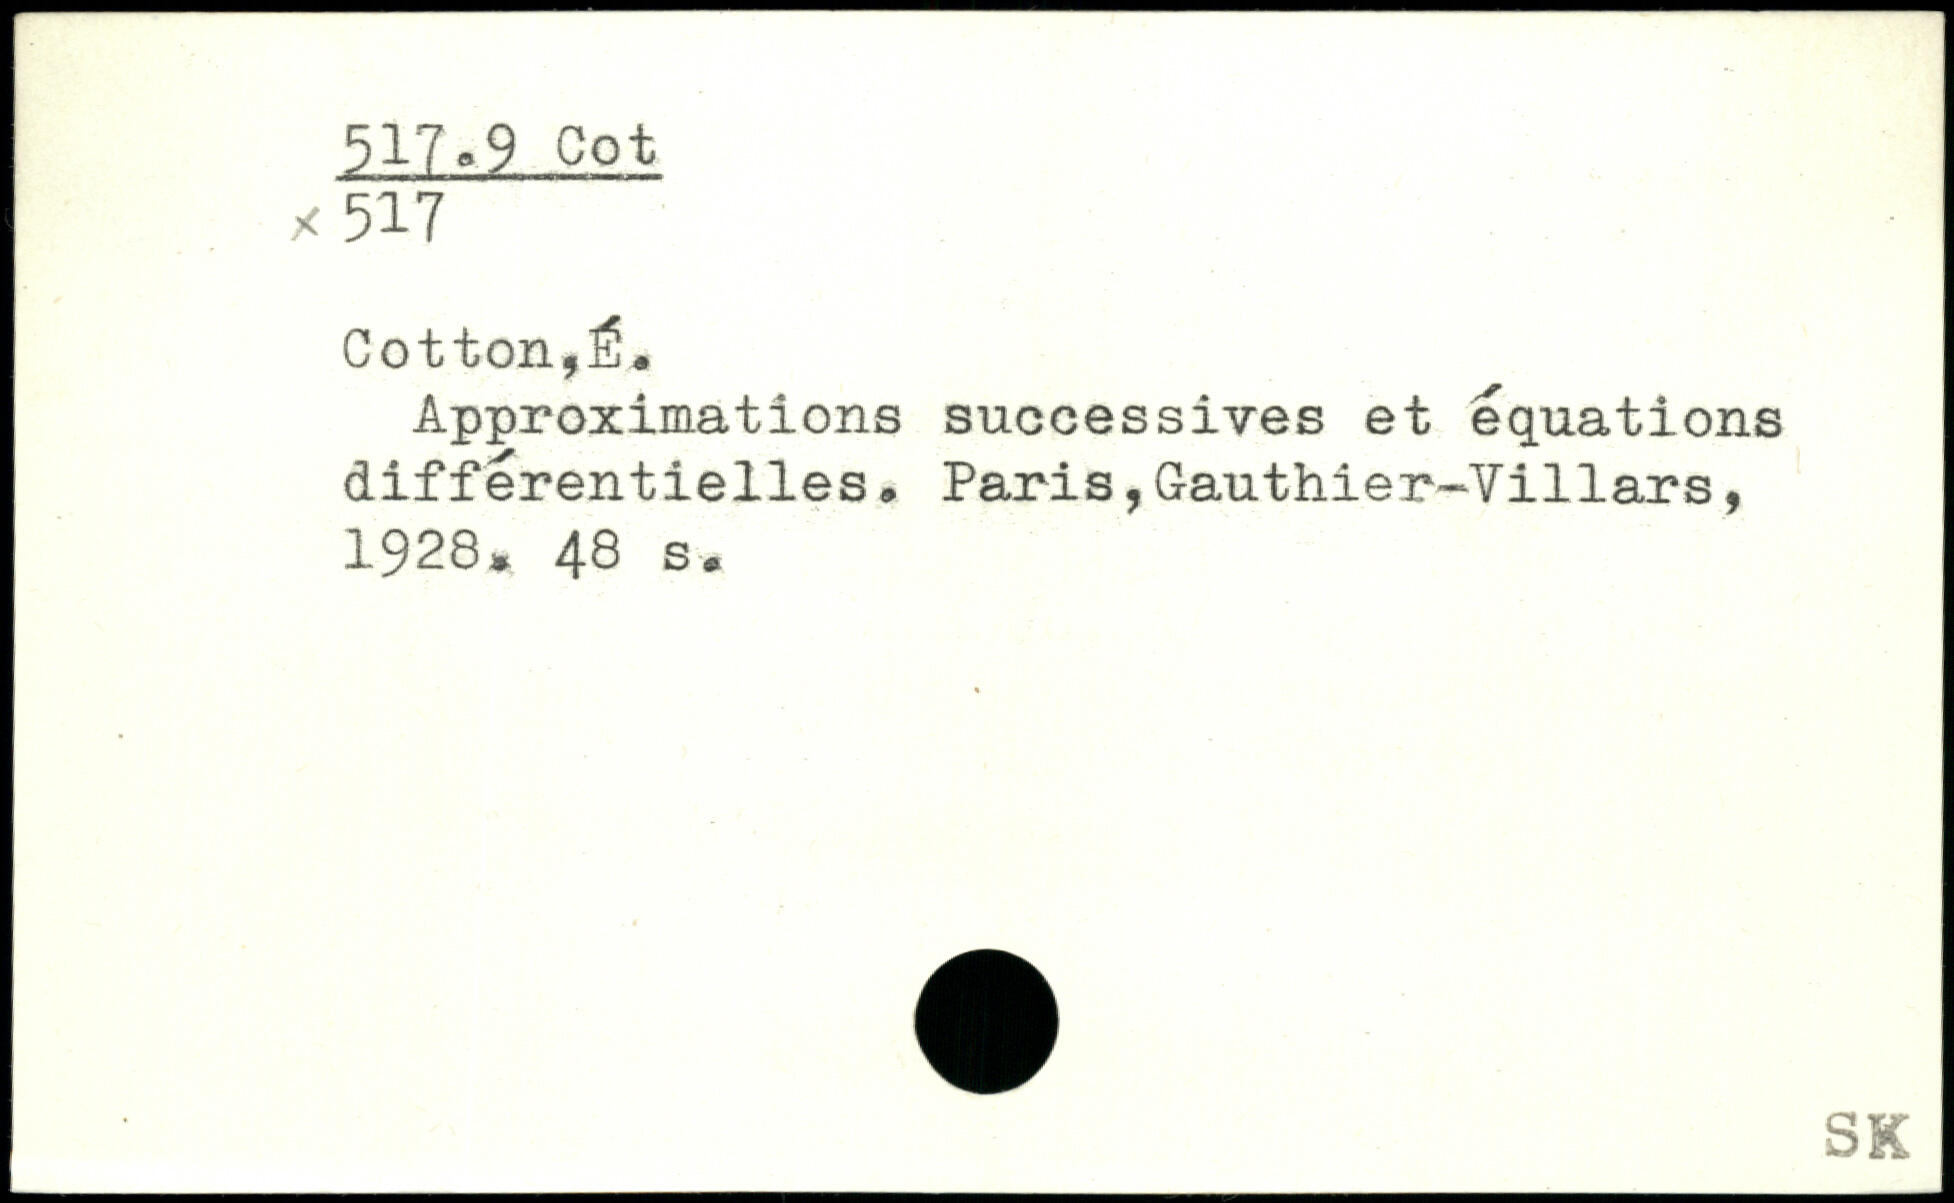 517.9 Cot
x 517
Cotton,É.
Approximations successives et équations
différentielles. Paris,Gauthier-Villars,
1928. 48 s.
SK